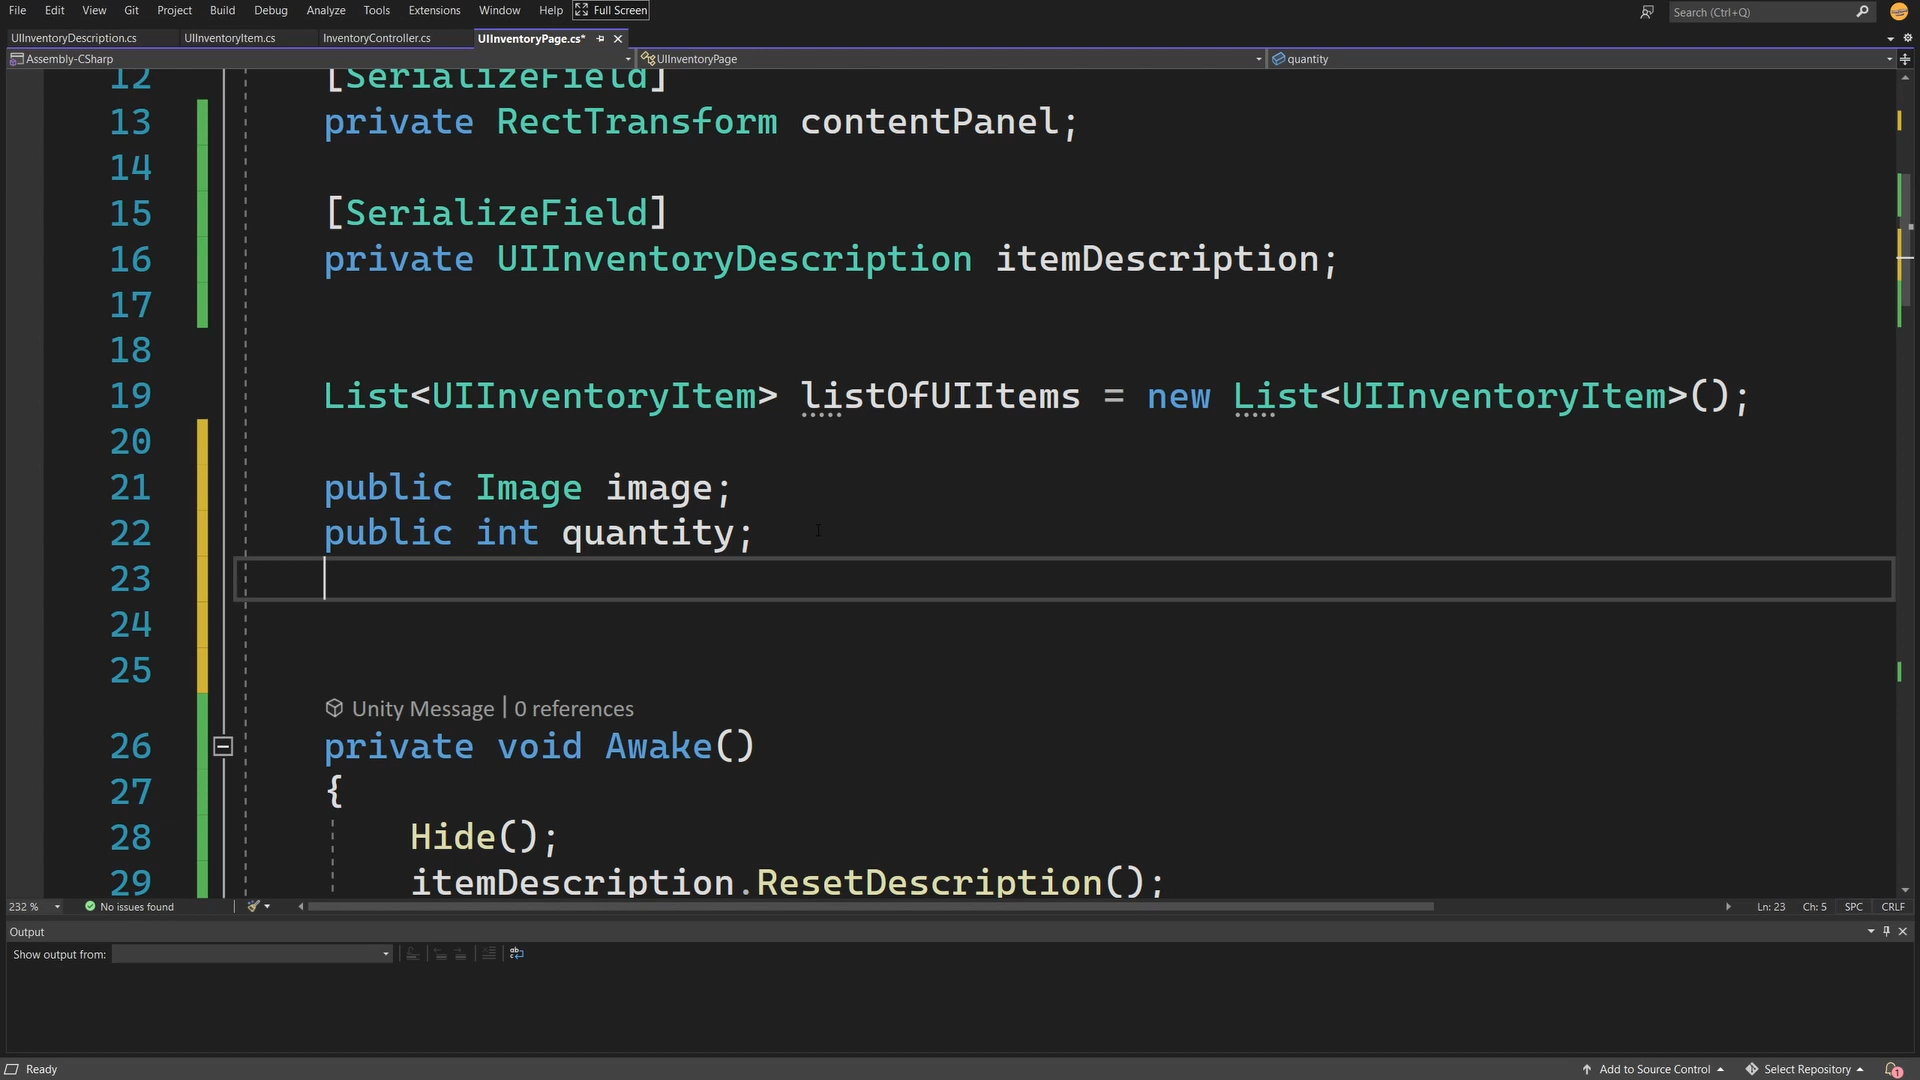 File Edit View Git Project Build Debug Analyze Tools Extensions Window Help Full Screen Search (Ctrl+Q)
UIInventoryDescription.cs UIInventoryItem.cs InventoryController.cs UIInventoryPage.cs*
Assembly-CSharp UIInventoryPage quantity
12 [SerializeField]
13 private RectTransform contentPanel;
14
15 [SerializeField]
16 private UIInventoryDescription itemDescription;
17
18
19 List<UIInventoryItem> listOfUIItems = new List<UIInventoryItem>();
20
21 public Image image;
22 public int quantity;
23
24
25
Unity Message | 0 references
26 private void Awake()
27 {
28 Hide();
29 itemDescription.ResetDescription();
232 % No issues found Ln: 23 Ch: 5 SPC CRLF
Output
Show output from:
Ready Add to Source Control Select Repository 1